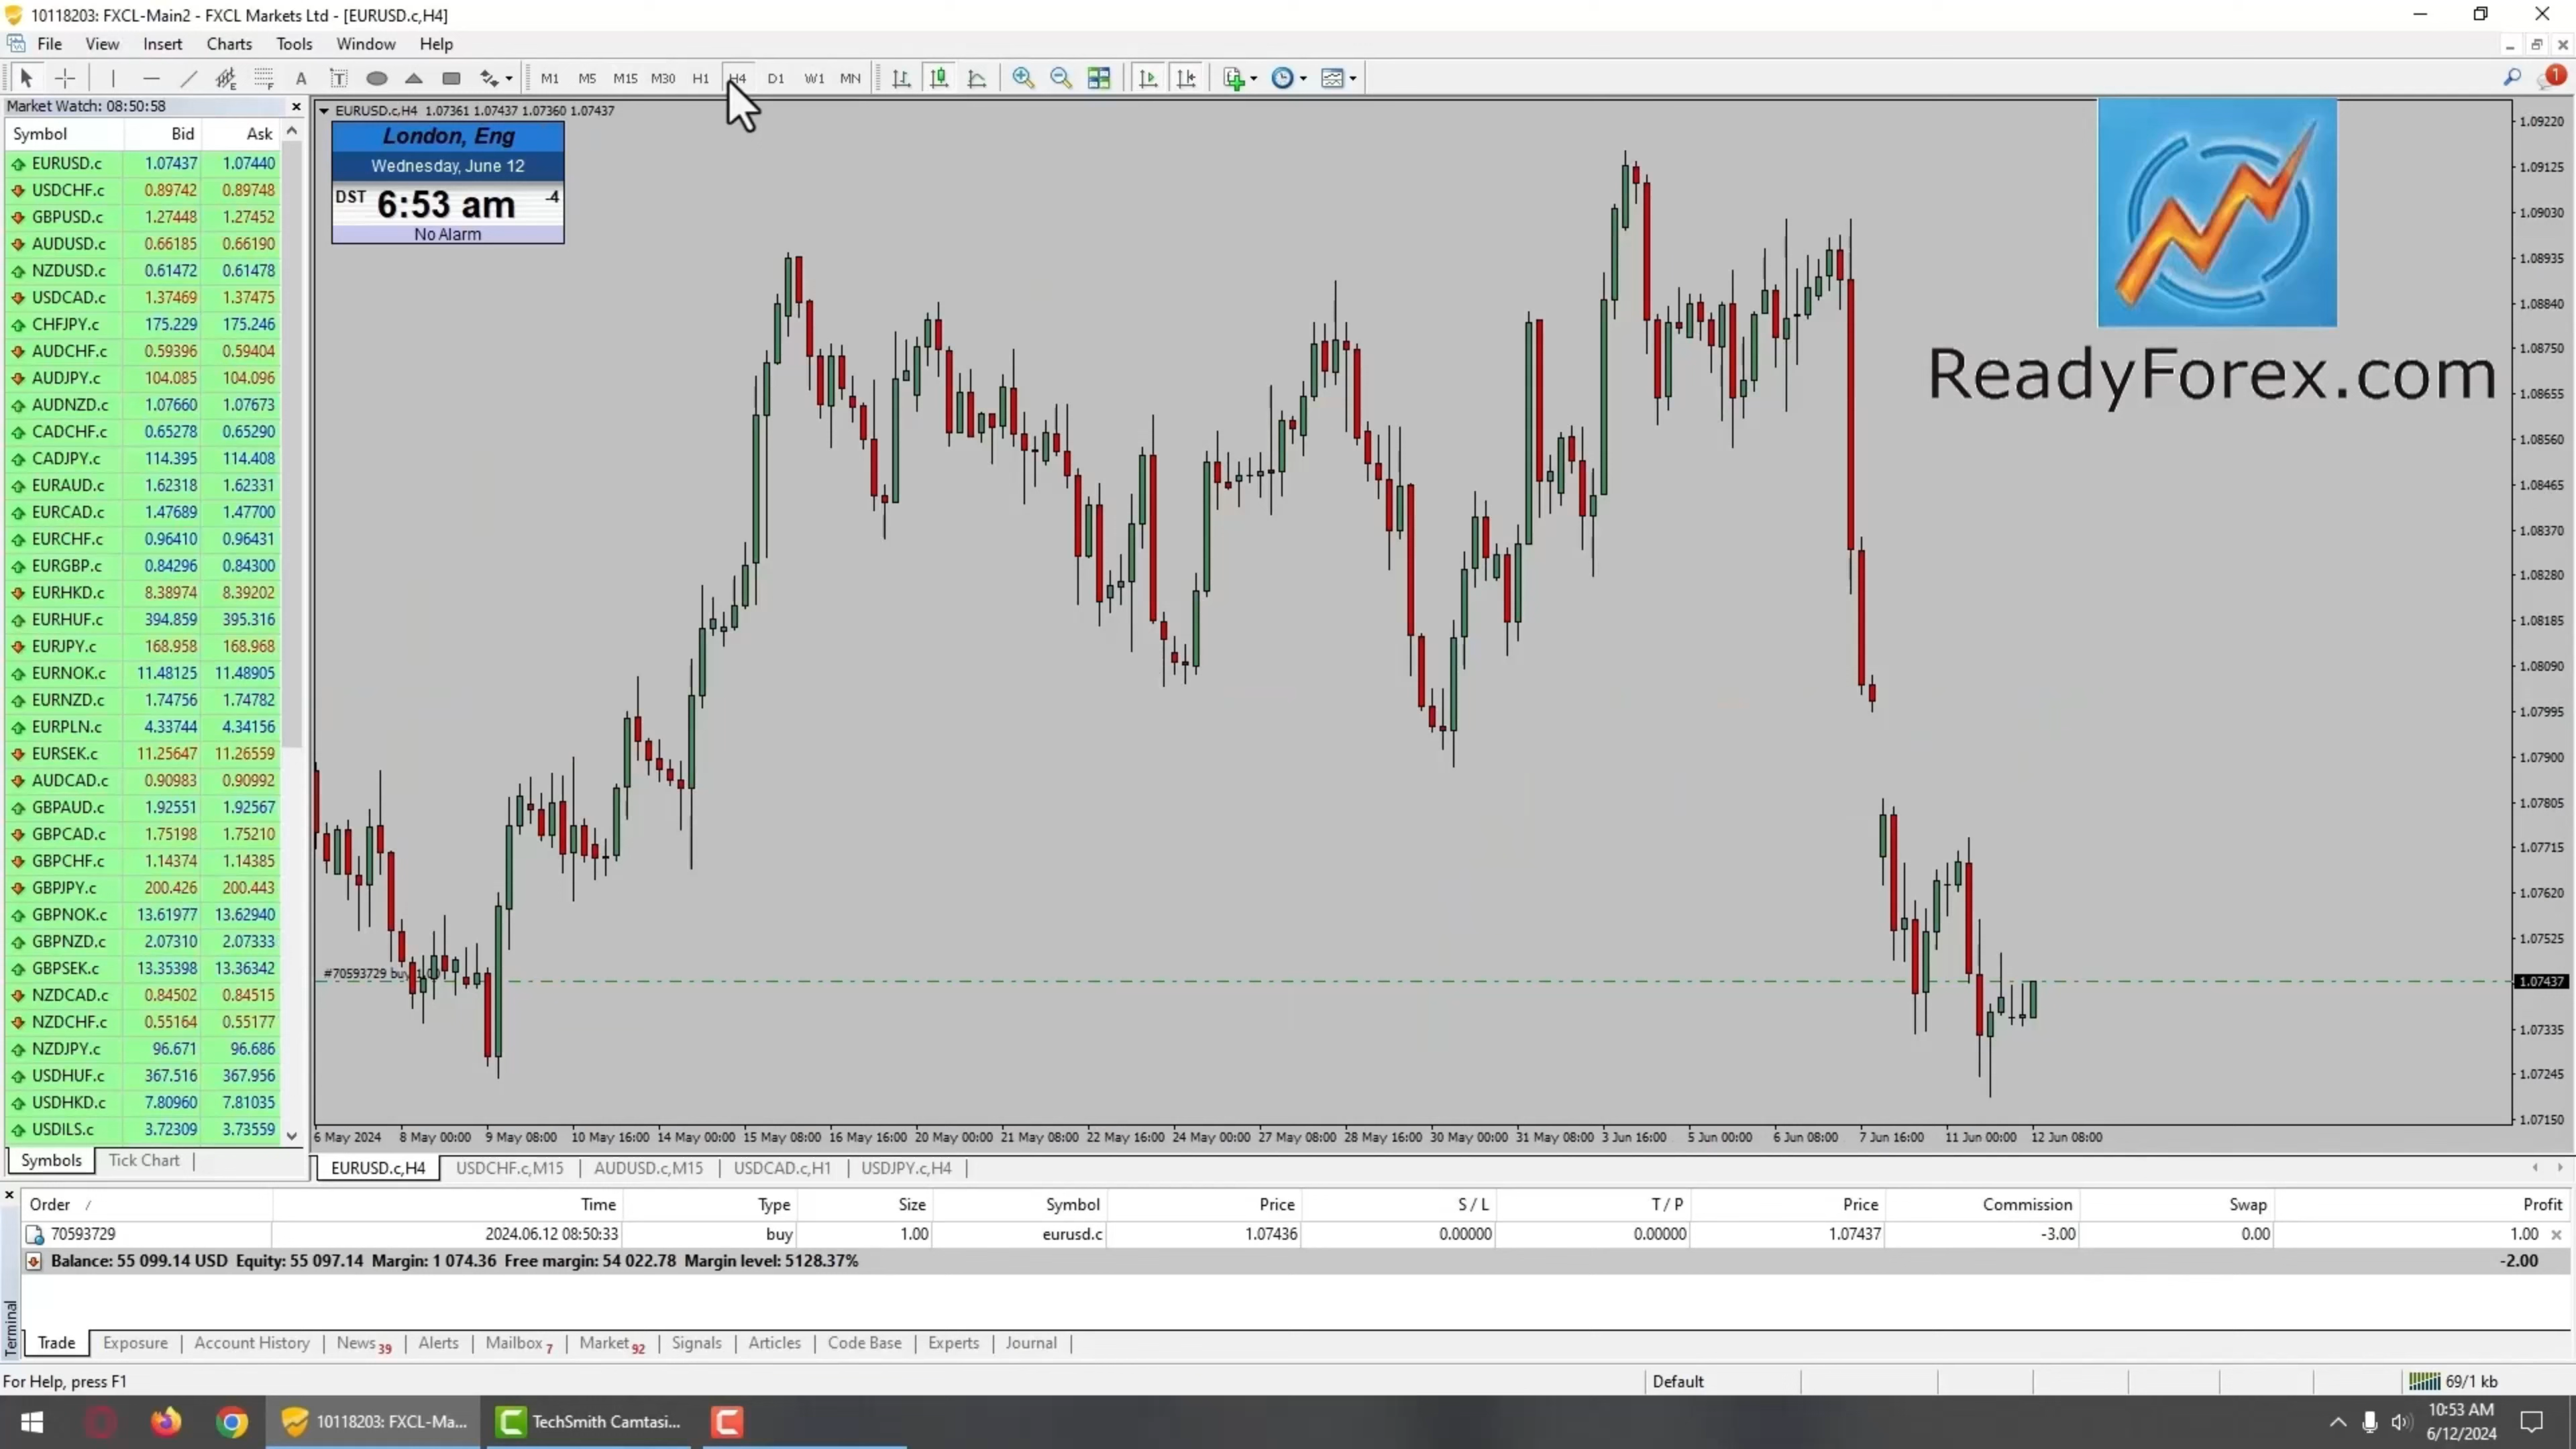 10118203: FXCL-Main2 - FXCL Markets Ltd - [EURUSD.c,H4]
File View Insert Charts Tools Window Help
A T M1 M5 M15 M30 H1 H4 D1 W1 MN 1
Market Watch: 08:50:58
Symbol Bid Ask
EURUSD.c 1.07437 1.07440
USDCHF.c 0.89742 0.89748
GBPUSD.c 1.27448 1.27452
AUDUSD.c 0.66185 0.66190
NZDUSD.c 0.61472 0.61478
USDCAD.c 1.37469 1.37475
CHFJPY.c 175.229 175.246
AUDCHF.c 0.59396 0.59404
AUDJPY.c 104.085 104.096
AUDNZD.c 1.07660 1.07673
CADCHF.c 0.65278 0.65290
CADJPY.c 114.395 114.408
EURAUD.c 1.62318 1.62331
EURCAD.c 1.47689 1.47700
EURCHF.c 0.96410 0.96431
EURGBP.c 0.84296 0.84300
EURHKD.c 8.38974 8.39202
EURHUF.c 394.859 395.316
EURJPY.c 168.958 168.968
EURNOK.c 11.48125 11.48905
EURNZD.c 1.74756 1.74782
EURPLN.c 4.33744 4.34156
EURSEK.c 11.25647 11.26559
AUDCAD.c 0.90983 0.90992
GBPAUD.c 1.92551 1.92567
GBPCAD.c 1.75198 1.75210
GBPCHF.c 1.14374 1.14385
GBPJPY.c 200.426 200.443
GBPNOK.c 13.61977 13.62940
GBPNZD.c 2.07310 2.07333
GBPSEK.c 13.35398 13.36342
NZDCAD.c 0.84502 0.84515
NZDCHF.c 0.55164 0.55177
NZDJPY.c 96.671 96.686
USDHUF.c 367.516 367.956
USDHKD.c 7.80960 7.81035
USDILS.c 3.72309 3.73559
Symbols Tick Chart
EURUSD.c,H4 1.07361 1.07437 1.07360 1.07437
London, Eng
Wednesday, June 12
DST 6:53 am -4
No Alarm
ReadyForex.com
#70593729 buy 1.00
1.09220
1.09125
1.09030
1.08935
1.08840
1.08750
1.08655
1.08560
1.08465
1.08370
1.08280
1.08185
1.08090
1.07995
1.07900
1.07805
1.07715
1.07620
1.07525
1.07437
1.07335
1.07245
1.07150
6 May 2024 8 May 00:00 9 May 08:00 10 May 16:00 14 May 00:00 15 May 08:00 16 May 16:00 20 May 00:00 21 May 08:00 22 May 16:00 24 May 00:00 27 May 08:00 28 May 16:00 30 May 00:00 31 May 08:00 3 Jun 16:00 5 Jun 00:00 6 Jun 08:00 7 Jun 16:00 11 Jun 00:00 12 Jun 08:00
EURUSD.c,H4 USDCHF.c,M15 AUDUSD.c,M15 USDCAD.c,H1 USDJPY.c,H4
Order / Time Type Size Symbol Price S / L T / P Price Commission Swap Profit
70593729 2024.06.12 08:50:33 buy 1.00 eurusd.c 1.07436 0.00000 0.00000 1.07437 -3.00 0.00 1.00
Balance: 55 099.14 USD Equity: 55 097.14 Margin: 1 074.36 Free margin: 54 022.78 Margin level: 5128.37% -2.00
Terminal
Trade Exposure Account History News 39 Alerts Mailbox 7 Market 92 Signals Articles Code Base Experts Journal
For Help, press F1 Default 69/1 kb
10118203: FXCL-Ma... TechSmith Camtasi... 10:53 AM
6/12/2024